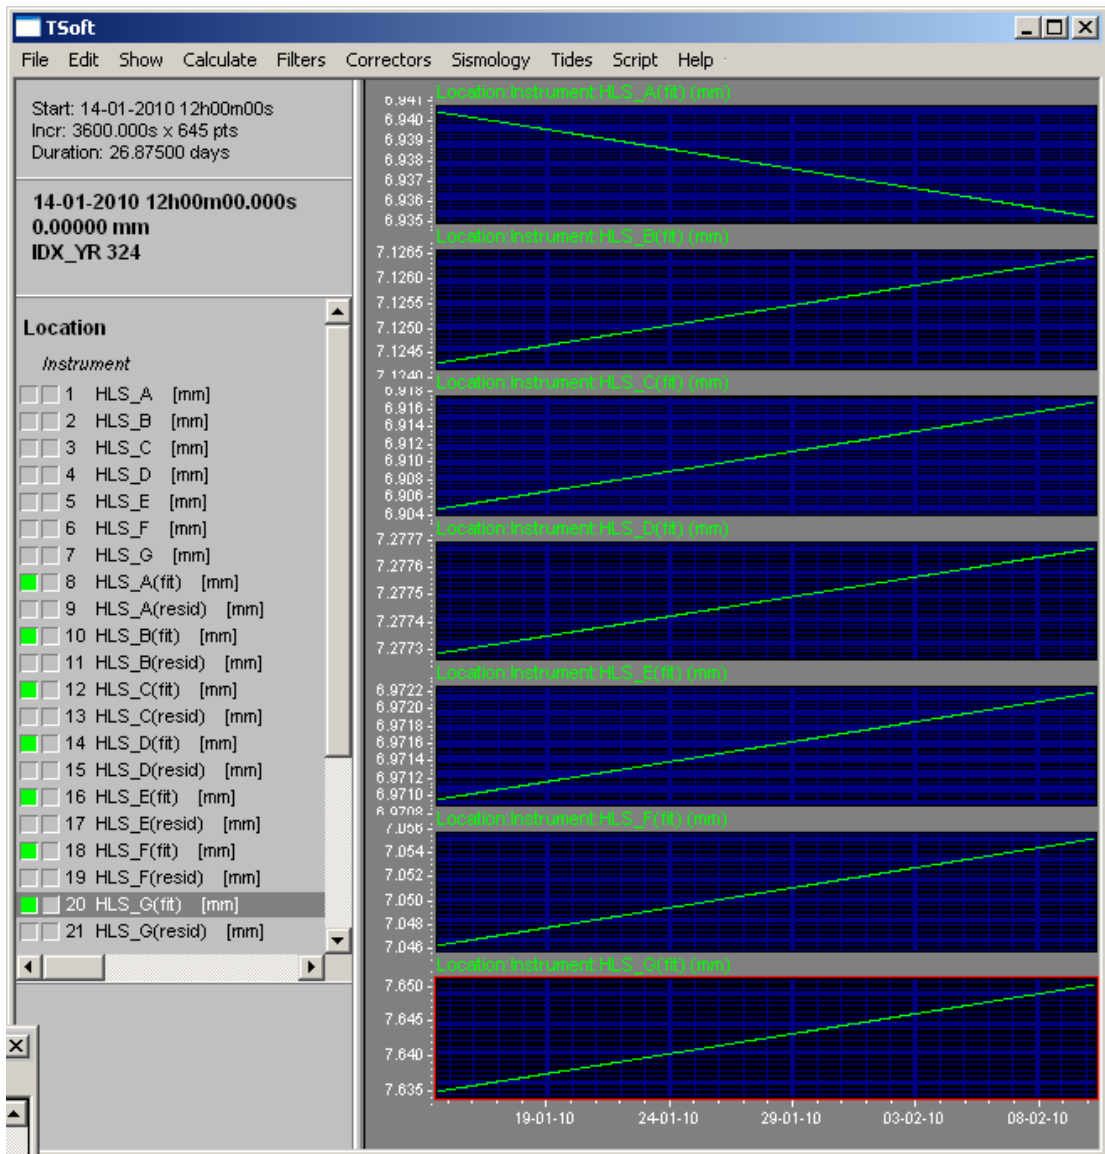 TSoft
File Edit Show Calculate Filters Correctors Sismology Tides Script Help
Start: 14-01-2010 12h00m00s
Incr: 3600.000s x 645 pts
Duration: 26.87500 days
14-01-2010 12h00m00.000s
0.00000 mm
IDX_YR 324
Location
Instrument
1 HLS_A [mm]
2 HLS_B [mm]
3 HLS_C [mm]
4 HLS_D [mm]
5 HLS_E [mm]
6 HLS_F [mm]
7 HLS_G [mm]
8 HLS_A(fit) [mm]
9 HLS_A(resid) [mm]
10 HLS_B(fit) [mm]
11 HLS_B(resid) [mm]
12 HLS_C(fit) [mm]
13 HLS_C(resid) [mm]
14 HLS_D(fit) [mm]
15 HLS_D(resid) [mm]
16 HLS_E(fit) [mm]
17 HLS_E(resid) [mm]
18 HLS_F(fit) [mm]
19 HLS_F(resid) [mm]
20 HLS_G(fit) [mm]
21 HLS_G(resid) [mm]
Location:Instrument:HLS_A(fit) (mm)
6.941
6.940
6.939
6.938
6.937
6.936
6.935
Location:Instrument:HLS_B(fit) (mm)
7.1265
7.1260
7.1255
7.1250
7.1245
7.1240
Location:Instrument:HLS_C(fit) (mm)
6.918
6.916
6.914
6.912
6.910
6.908
6.906
6.904
Location:Instrument:HLS_D(fit) (mm)
7.2777
7.2776
7.2775
7.2774
7.2773
Location:Instrument:HLS_E(fit) (mm)
6.9722
6.9720
6.9718
6.9716
6.9714
6.9712
6.9710
6.9708
Location:Instrument:HLS_F(fit) (mm)
7.056
7.054
7.052
7.050
7.048
7.046
Location:Instrument:HLS_G(fit) (mm)
7.650
7.645
7.640
7.635
19-01-10 24-01-10 29-01-10 03-02-10 08-02-10